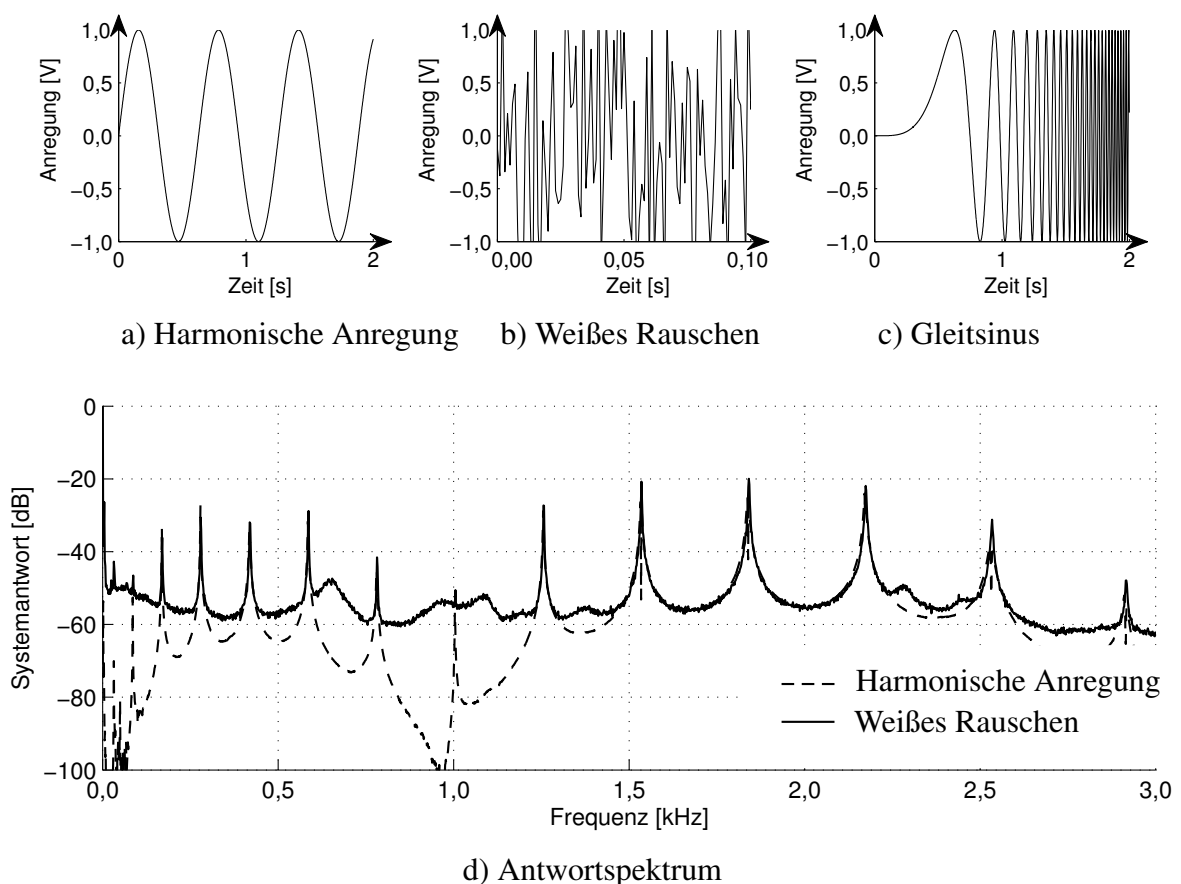 1,0
0,5
0,0
−0,5
−1,0
Anregung [V]
0 1 2
Zeit [s]
a) Harmonische Anregung
1,0
0,5
0,0
−0,5
−1,0
Anregung [V]
0,00 0,05 0,10
Zeit [s]
b) Weißes Rauschen
1,0
0,5
0,0
−0,5
−1,0
Anregung [V]
0 1 2
Zeit [s]
c) Gleitsinus
0
−20
−40
−60
−80
−100
Systemantwort [dB]
Harmonische Anregung
Weißes Rauschen
0,0 0,5 1,0 1,5 2,0 2,5 3,0
Frequenz [kHz]
d) Antwortspektrum